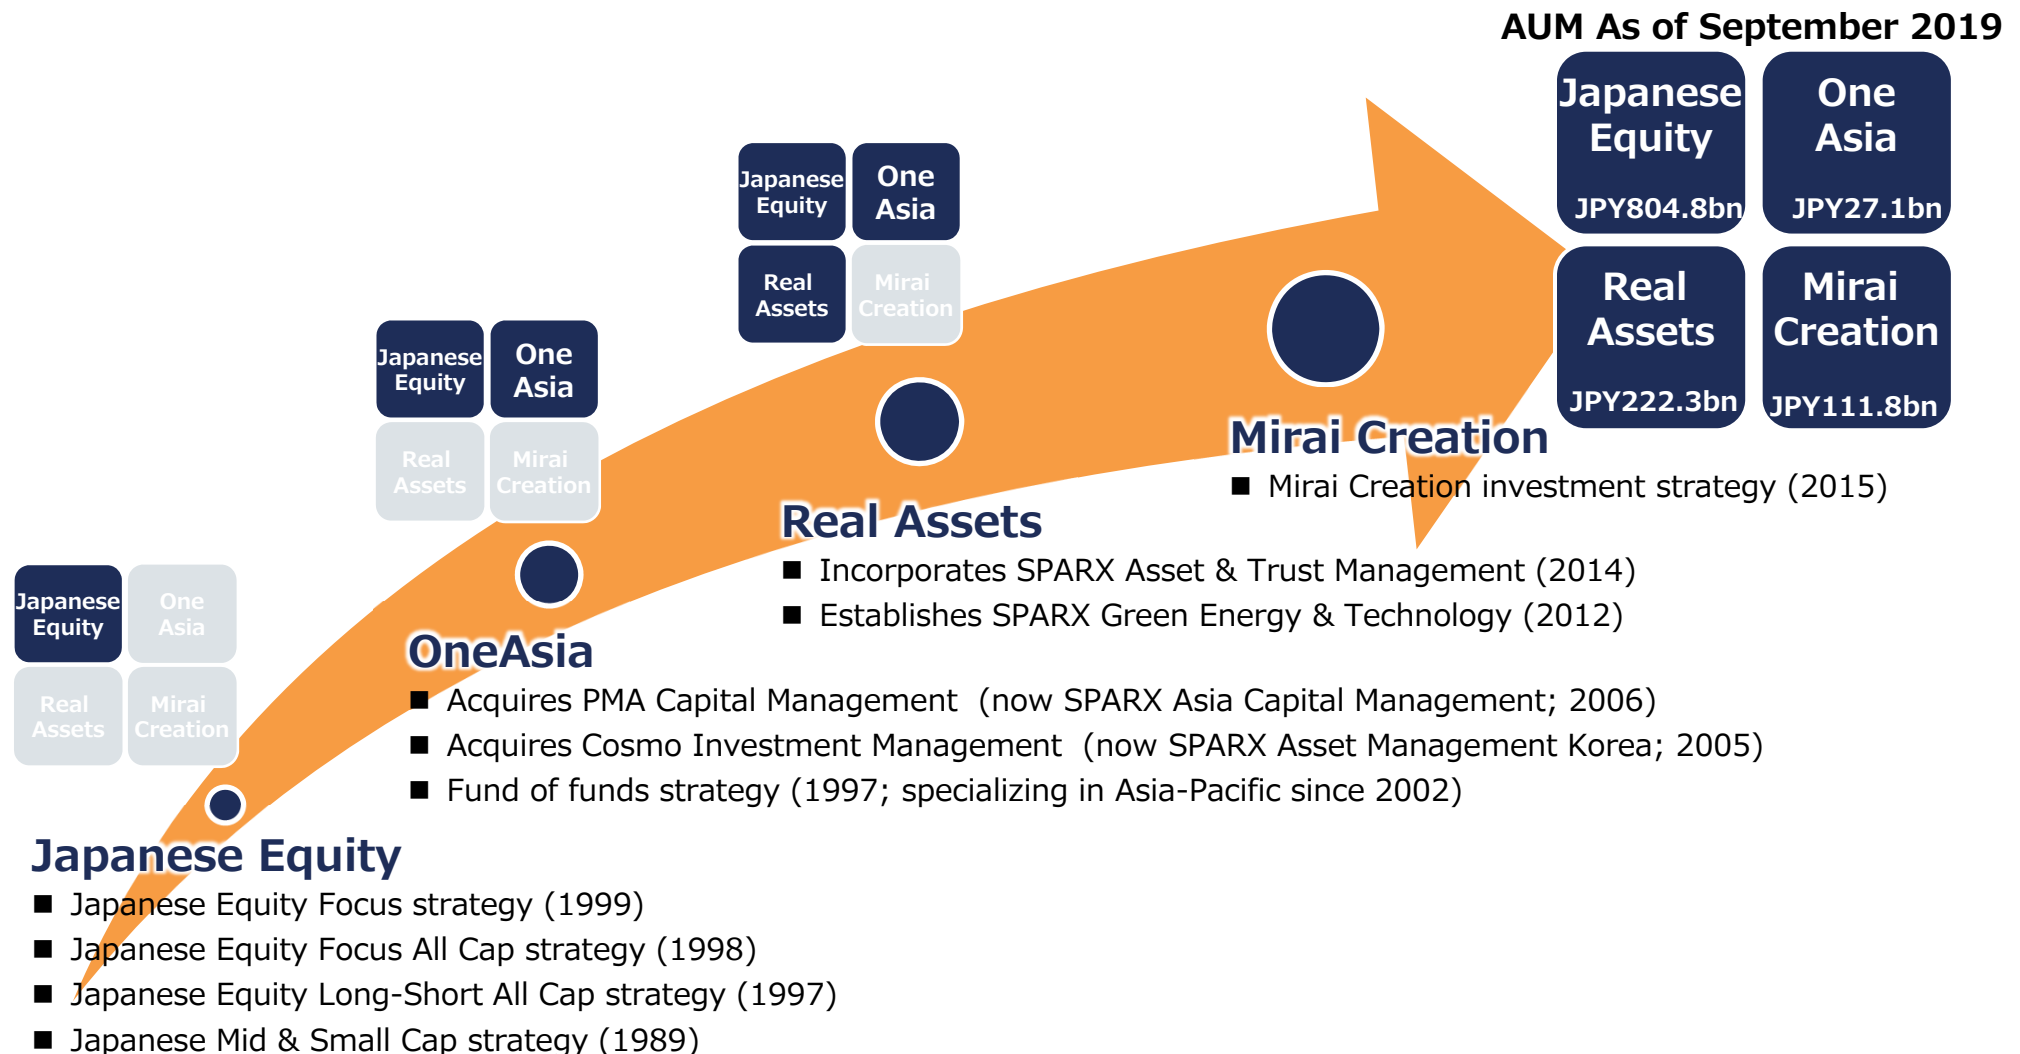 AUM As of September 2019
Japanese
Equity
JPY804.8bn
One
Asia
JPY27.1bn
Real
Assets
JPY222.3bn
Mirai
Creation
JPY111.8bn
Japanese
Equity
One
Asia
Real
Assets
Mirai
Creation
Japanese
Equity
One
Asia
Real
Assets
Mirai
Creation
Japanese
Equity
One
Asia
Real
Assets
Mirai
Creation
Mirai Creation
■ Mirai Creation investment strategy (2015)
Real Assets
■ Incorporates SPARX Asset & Trust Management (2014)
■ Establishes SPARX Green Energy & Technology (2012)
OneAsia
■ Acquires PMA Capital Management (now SPARX Asia Capital Management; 2006)
■ Acquires Cosmo Investment Management (now SPARX Asset Management Korea; 2005)
■ Fund of funds strategy (1997; specializing in Asia-Pacific since 2002)
Japanese Equity
■ Japanese Equity Focus strategy (1999)
■ Japanese Equity Focus All Cap strategy (1998)
■ Japanese Equity Long-Short All Cap strategy (1997)
■ Japanese Mid & Small Cap strategy (1989)